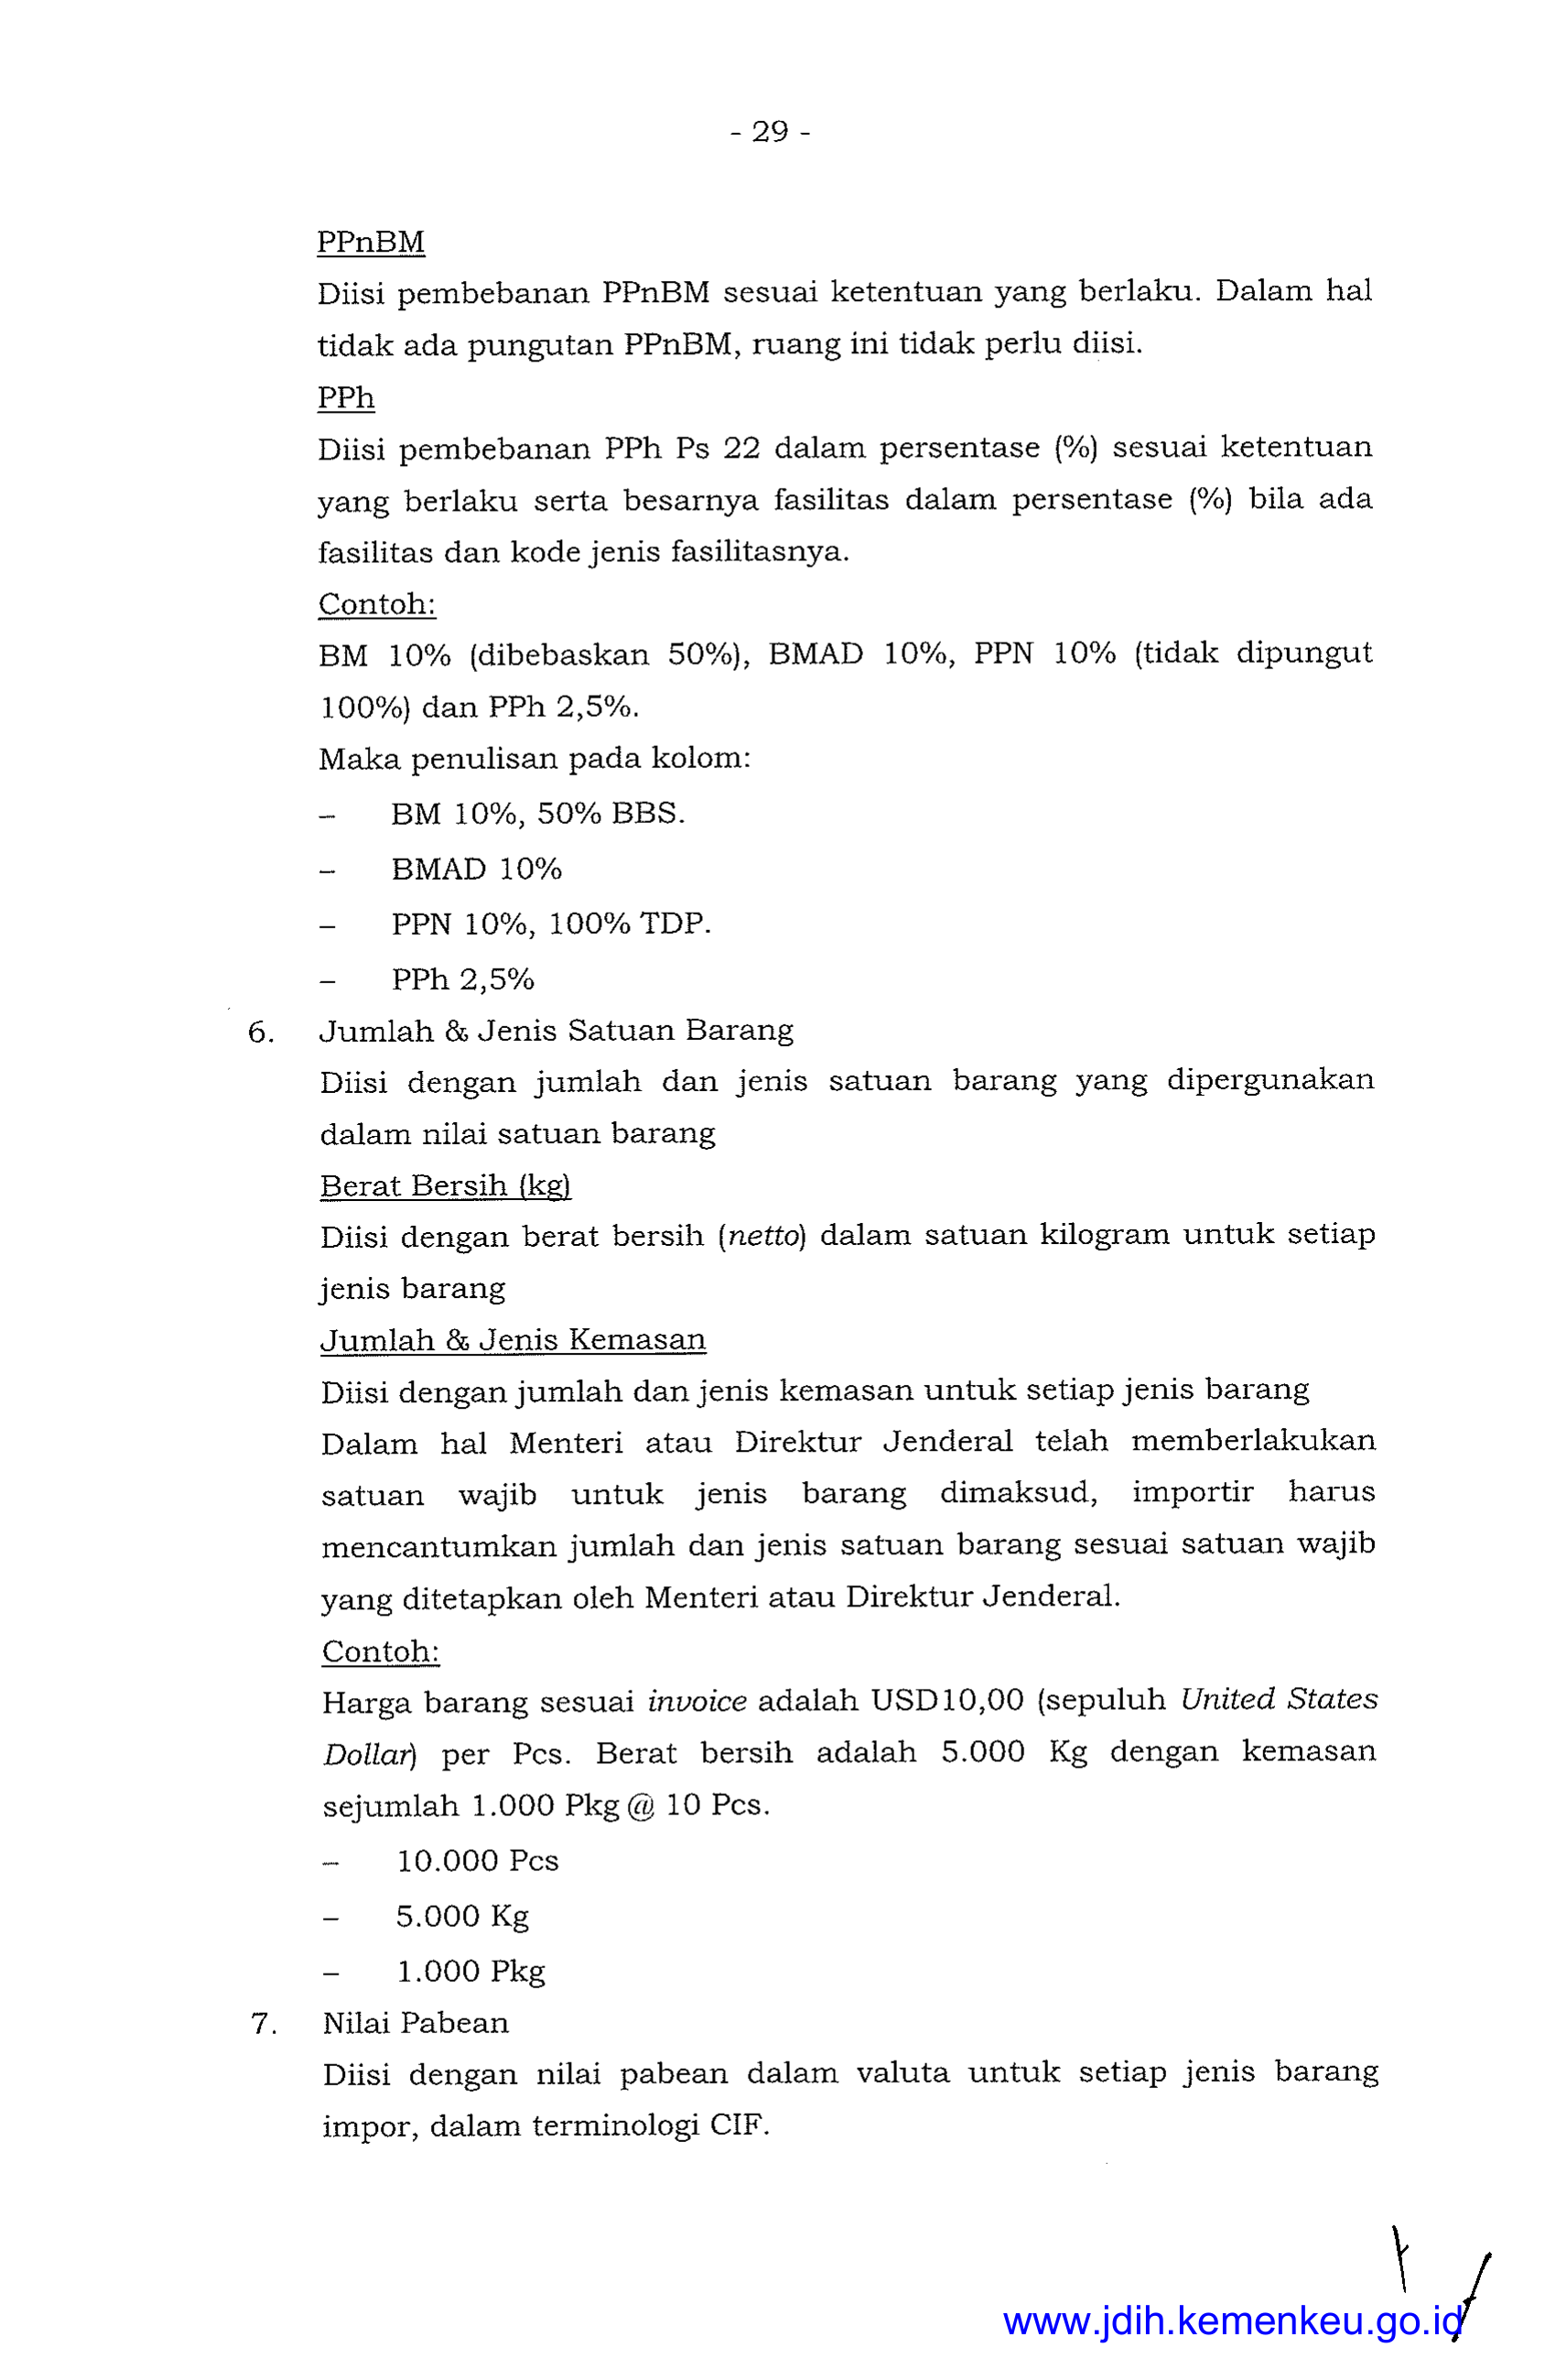 - 29 -
PPnBM
Diisi pembebanan PPnBM sesuai ketentuan yang berlaku. Dalam hal
tidak ada pungutan PPnBM, ruang ini tidak perlu diisi.
PPh
Diisi pembebanan PPh Ps 22 dalam persentase (%) sesuai ketentuan
yang berlaku serta besarnya fasilitas dalam persentase (%) bila ada
fasilitas dan kode jenis fasilitasnya.
Contoh:
BM 10% (dibebaskan 50%), BMAD 10%, PPN 10% (tidak dipungut
100%) dan PPh 2,5%.
Maka penulisan pada kolom:
– BM 10%, 50% BBS.
– BMAD 10%
– PPN 10%, 100% TDP.
– PPh 2,5%
6. Jumlah & Jenis Satuan Barang
Diisi dengan jumlah dan jenis satuan barang yang dipergunakan
dalam nilai satuan barang
Berat Bersih (kg)
Diisi dengan berat bersih (netto) dalam satuan kilogram untuk setiap
jenis barang
Jumlah & Jenis Kemasan
Diisi dengan jumlah dan jenis kemasan untuk setiap jenis barang
Dalam hal Menteri atau Direktur Jenderal telah memberlakukan
satuan wajib untuk jenis barang dimaksud, importir harus
mencantumkan jumlah dan jenis satuan barang sesuai satuan wajib
yang ditetapkan oleh Menteri atau Direktur Jenderal.
Contoh:
Harga barang sesuai invoice adalah USD10,00 (sepuluh United States
Dollar) per Pcs. Berat bersih adalah 5.000 Kg dengan kemasan
sejumlah 1.000 Pkg @ 10 Pcs.
– 10.000 Pcs
– 5.000 Kg
– 1.000 Pkg
7. Nilai Pabean
Diisi dengan nilai pabean dalam valuta untuk setiap jenis barang
impor, dalam terminologi CIF.
www.jdih.kemenkeu.go.id